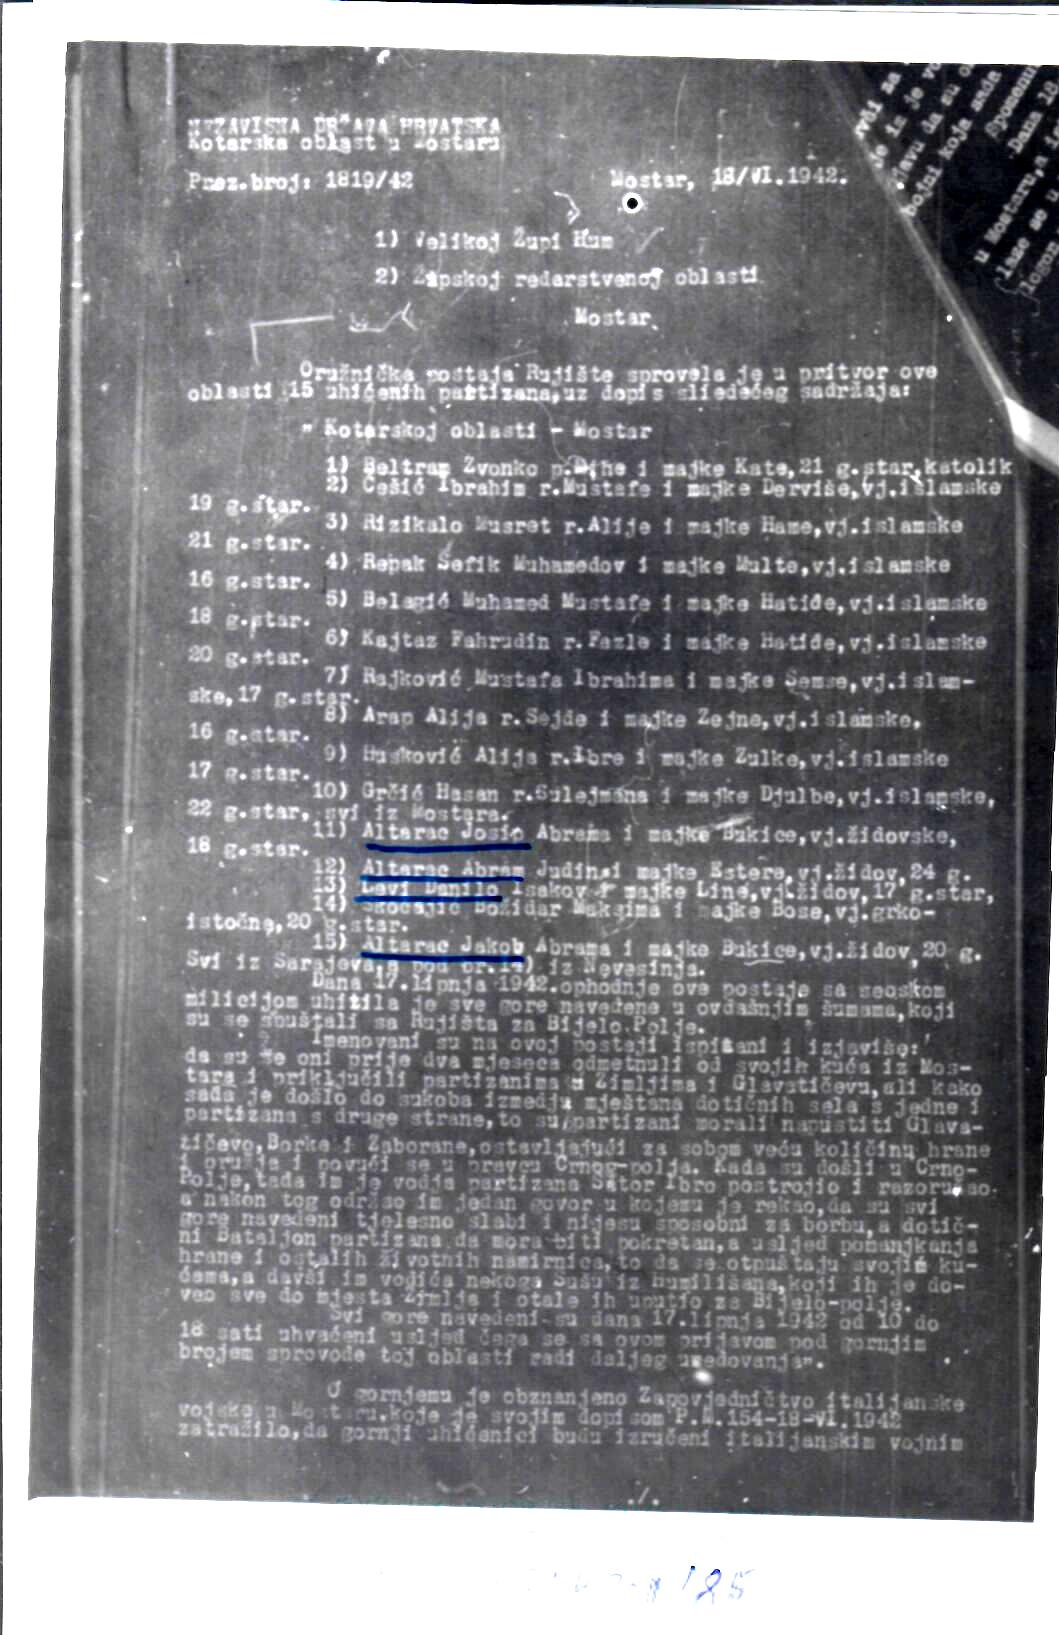 NEZAVISNA DRŽAVA HRVATSKA
Kotarska oblast u Mostaru
Prez.broj: 1819/42
Mostar, 18/VI.1942.
1) Velikoj Župi Hum
2) Župskoj redarstvenoj oblasti
Mostar.
Oružnička postaja Rujište sprovela je u pritvor ove
oblasti 15 uhićenih partizana,uz dopis sliedećeg sadržaja:
" Kotarskoj oblasti - Mostar
1) Beltram Zvonko p. i majke Kate,21 g.star,katolik
2) Ćešić Ibrahim r.Mustafe i majke Derviše,vj.islamske
19 g.star.
3) Rizikalo Musret r.Alije i majke Hame,vj.islamske
21 g.star.
4) Repak Šefik Muhamedov i majke Multe,vj.islamske
16 g.star.
5) Belagić Muhamed Mustafe i majke Hatiđe,vj.islamske
18 g.star.
6) Kajtaz Fahrudin r.Fazle i majke Hatiđe,vj.islamske
20 g.star.
7) Rajković Mustafa Ibrahima i majke Šemse,vj.islam-
ske,17 g.star.
8) Arap Alija r.Sejde i majke Zejne,vj.islamske,
16 g.star.
9) Husković Alija r.Ibre i majke Zulke,vj.islamske
17 g.star.
10) Grčić Hasan r.Sulejmana i majke Djulbe,vj.islamske,
22 g.star, svi iz Mostara.
11) Altarac Josip Abrama i majke Bukice,vj.židovske,
18 g.star.
12) Altarac Abram Judin i majke Estere,vj.židov,24 g.
13) Levi Danilo Isakov i majke Line,vj.židov,17 g.star,
14) Skočajić Božidar Maksima i majke Bose,vj.grko-
istočne,20 g.star.
15) Altarac Jakob Abrama i majke Bukice,vj.židov,20 g.
Svi iz Sarajeva,a pod br.14) iz Nevesinja.
Dana 17.lipnja 1942.ophodnje ove postaje sa seoskom
milicijom uhitila je sve gore navedene u ovdašnjim šumama,koji
su se spuštali sa Rujišta za Bijelo Polje.
Imenovani su na ovoj postaji ispitani i izjaviše:
da su se oni prije dva mjeseca odmetnuli od svojih kuća iz Mos-
tara i priključili partizanima u Zimljima i Glavatičevu,ali kako
sada je došlo do sukoba izmedju mještana dotičnih sela s jedne i
partizana s druge strane,to su partizani morali napustiti Glava-
tičevo,Borke i Zaborane,ostavljajući za sobom veću količinu hrane
i oružja i povući se u pravcu Crnog-polja. Kada su došli u Crno-
Polje,tada im je vodja partizana Šator Ibro postrojio i razoružao.
a nakon tog održao im jedan govor u kojemu je rekao,da su svi
gore navedeni tjelesno slabi i nijesu sposobni za borbu,a dotič-
ni Bataljon partizana da mora biti pokretan,a usljed pomanjkanja
hrane i ostalih životnih namirnica,to da se otpuštaju svojim ku-
ćama,a davši im vodića nekoga Sušu iz Humilišana,koji ih je do-
veo sve do mjesta Zimlja i otale ih uputio za Bijelo-polje.
Svi gore navedeni su dana 17.lipnja 1942 od 10 do
18 sati uhvaćeni usljed čega se sa ovom prijavom pod gornjim
brojem sprovode toj oblasti radi daljeg uredovanja".
O gornjemu je obznanjeno Zapovjedničtvo italijanske
vojske u Mostaru,koje je svojim dopisom P.M.154-18-VI.1942
zatražilo,da gornji uhićenici budu izručeni italijanskim vojnim
./.